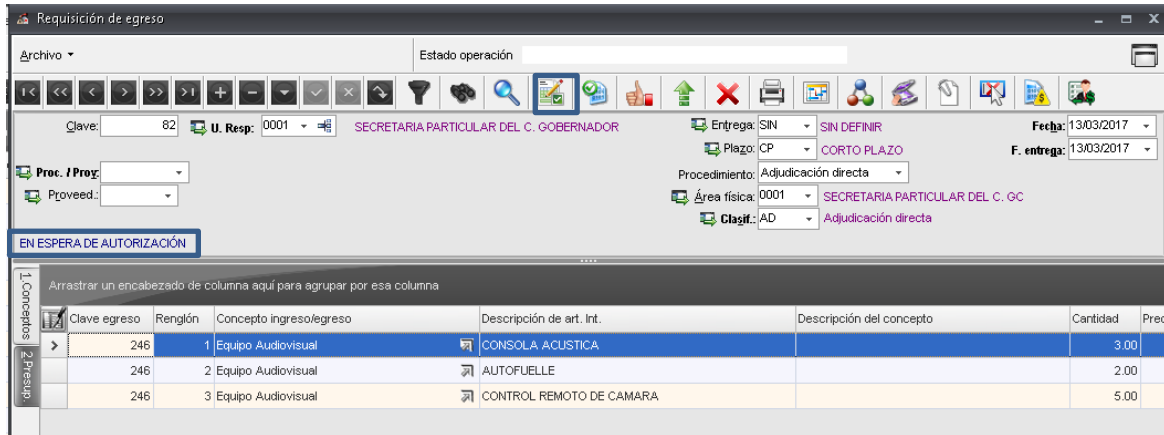 Requisición de egreso
Archivo
Estado operación
Clave: 82 U. Resp: 0001 SECRETARIA PARTICULAR DEL C. GOBERNADOR Entrega: SIN SIN DEFINIR Fecha: 13/03/2017
Plazo: CP CORTO PLAZO F. entrega: 13/03/2017
Proc. / Proy: Procedimiento: Adjudicación directa
Proveed.: Área física: 0001 SECRETARIA PARTICULAR DEL C. GC
Clasif.: AD Adjudicación directa
EN ESPERA DE AUTORIZACIÓN
1.Conceptos
2.Presup.
Arrastrar un encabezado de columna aquí para agrupar por esa columna
Clave egreso Renglón Concepto ingreso/egreso Descripción de art. Int. Descripción del concepto Cantidad Prec
246 1 Equipo Audiovisual CONSOLA ACUSTICA 3.00
246 2 Equipo Audiovisual AUTOFUELLE 2.00
246 3 Equipo Audiovisual CONTROL REMOTO DE CAMARA 5.00